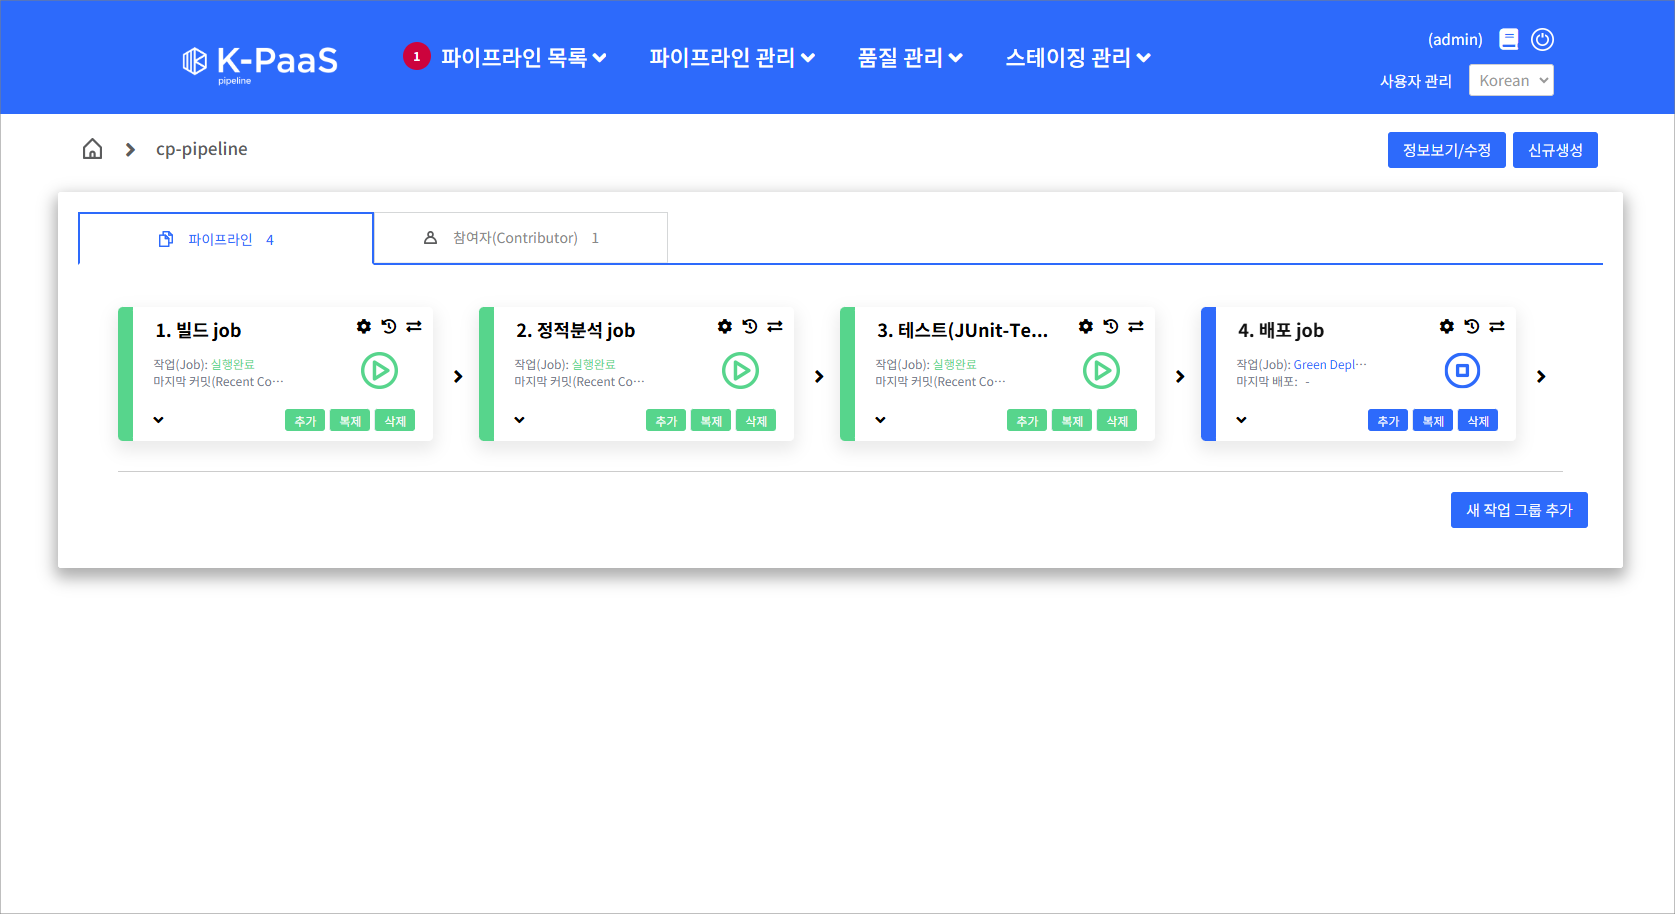 K-PaaS
pipeline
1 파이프라인 목록 파이프라인 관리 품질 관리 스테이징 관리
(admin)
사용자 관리 Korean
cp-pipeline
정보보기/수정 신규생성
파이프라인 4 참여자(Contributor) 1
1. 빌드 job
작업(Job): 실행완료
마지막 커밋(Recent Co…
추가 복제 삭제
2. 정적분석 job
작업(Job): 실행완료
마지막 커밋(Recent Co…
추가 복제 삭제
3. 테스트(JUnit-Te...
작업(Job): 실행완료
마지막 커밋(Recent Co…
추가 복제 삭제
4. 배포 job
작업(Job): Green Depl…
마지막 배포: -
추가 복제 삭제
새 작업 그룹 추가